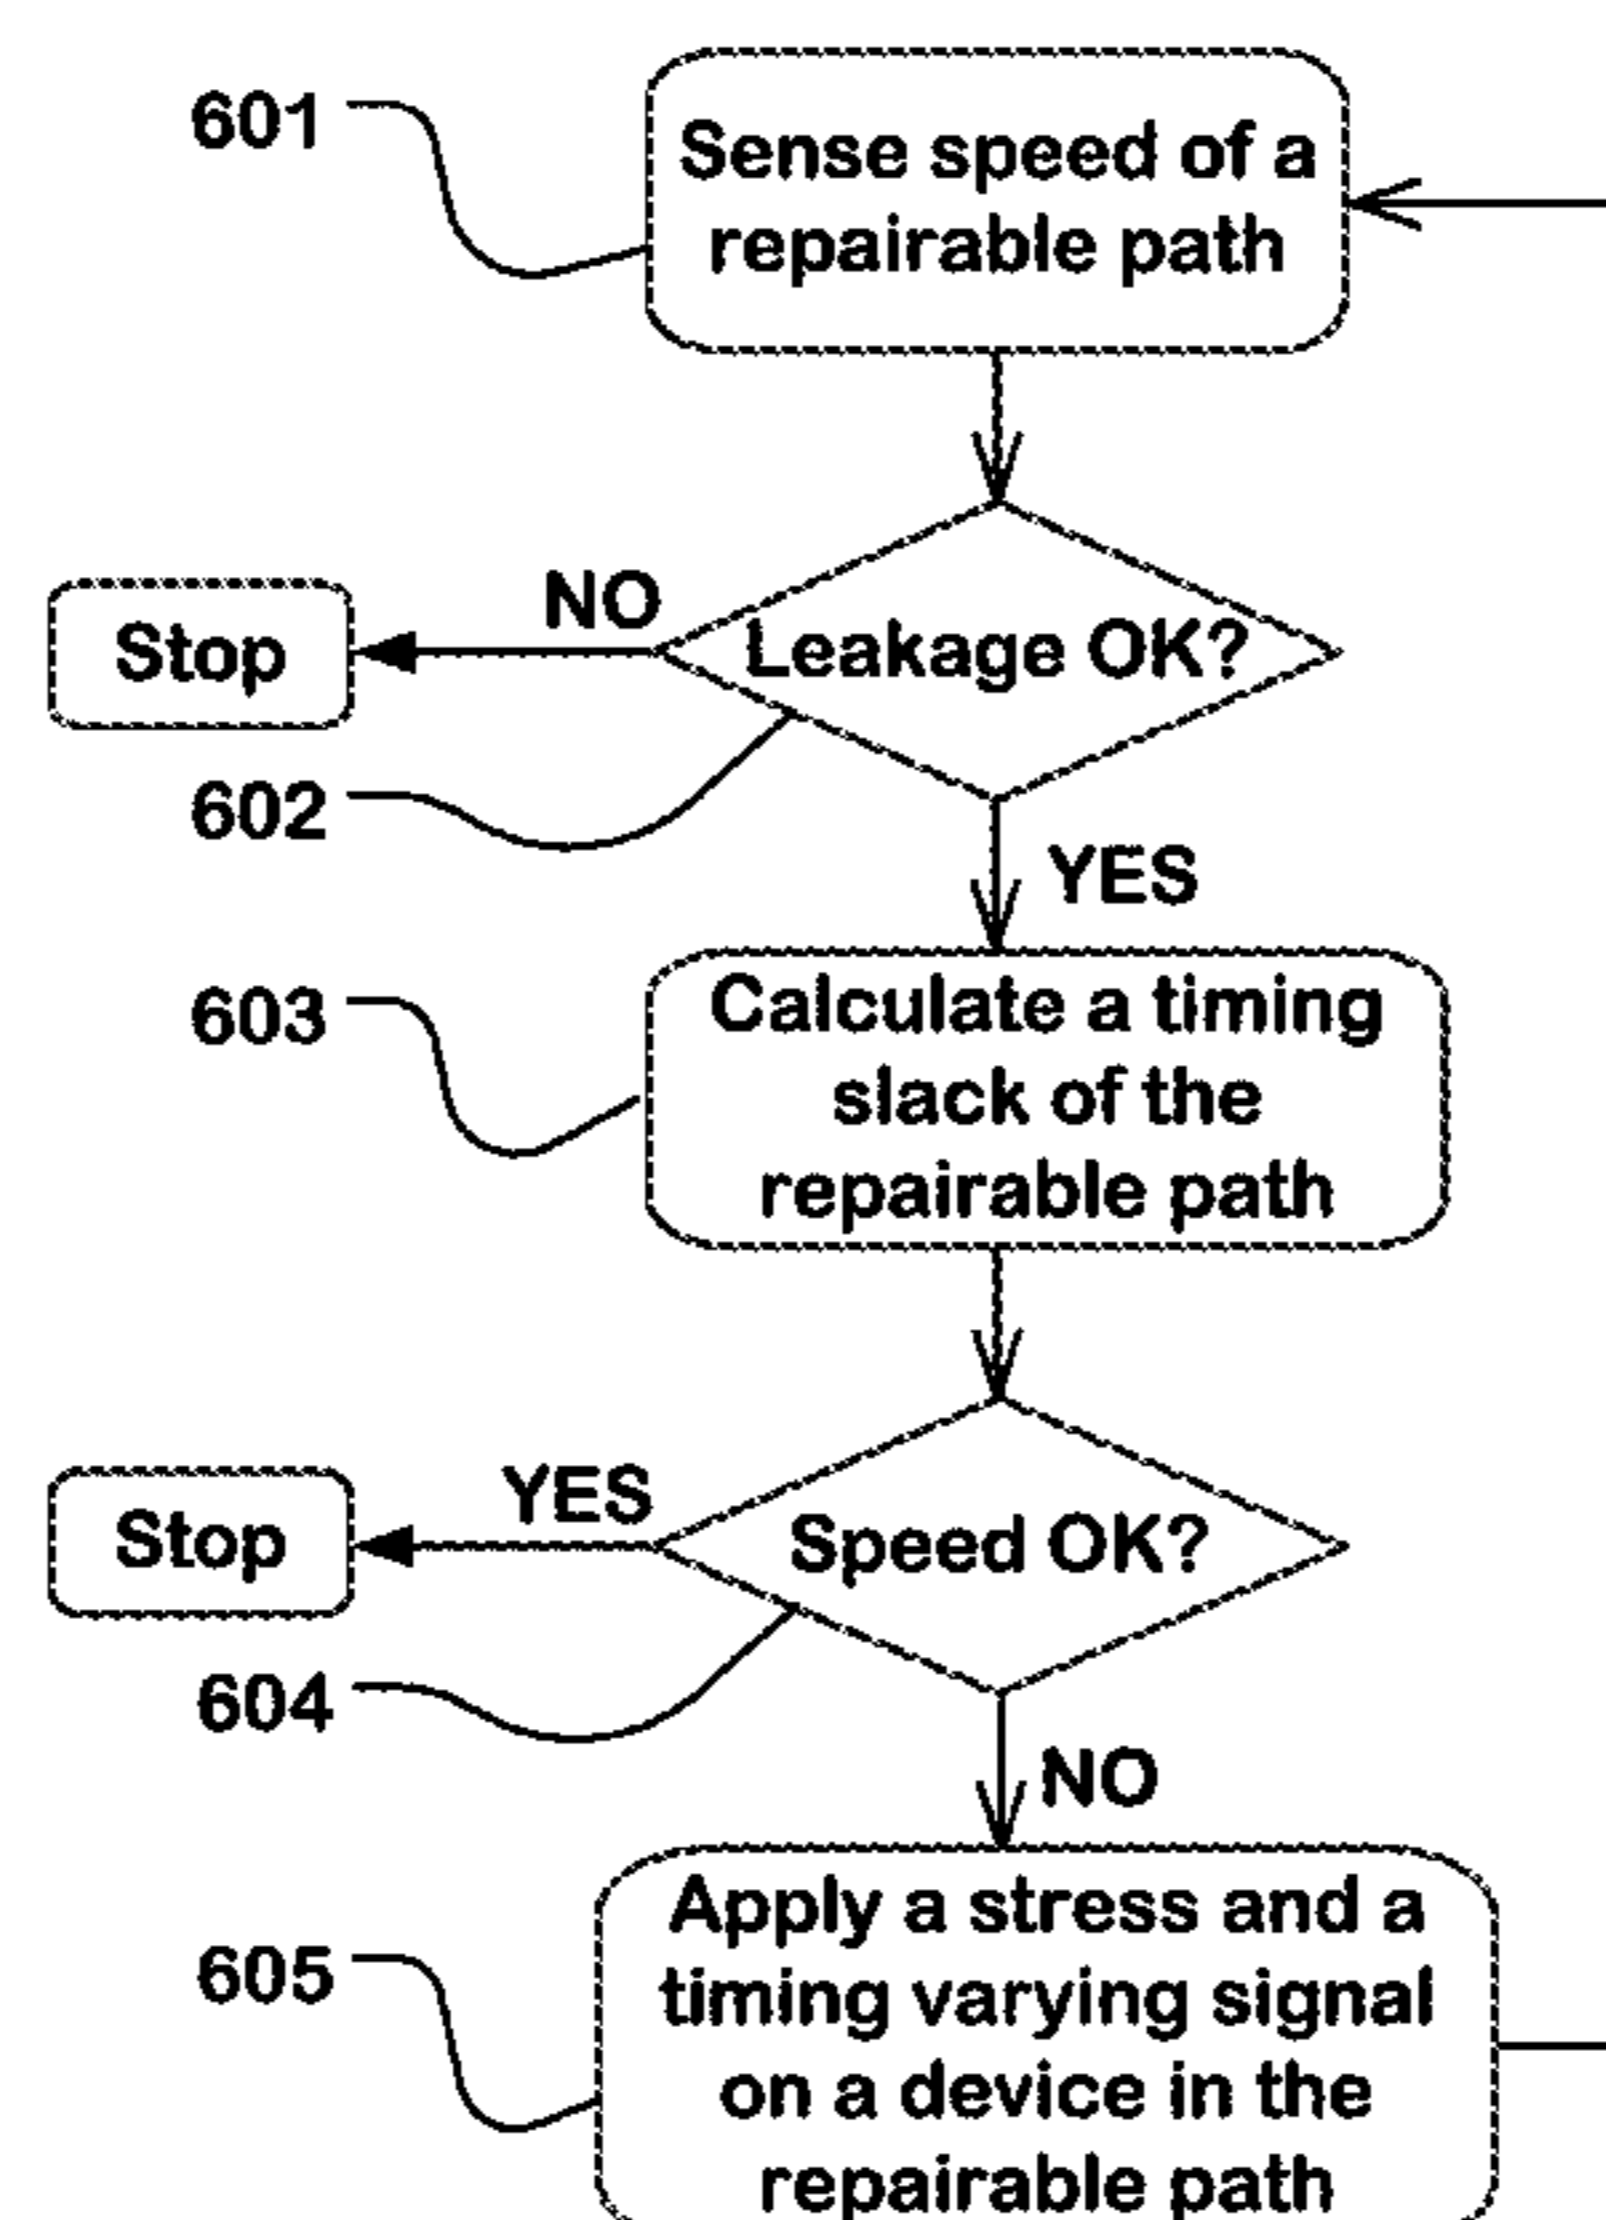 601
Sense speed of a
repairable path
NO
Stop
Leakage OK?
602
YES
603
Calculate a timing
slack of the
repairable path
YES
Stop
Speed OK?
604
NO
605
Apply a stress and a
timing varying signal
on a device in the
repairable path